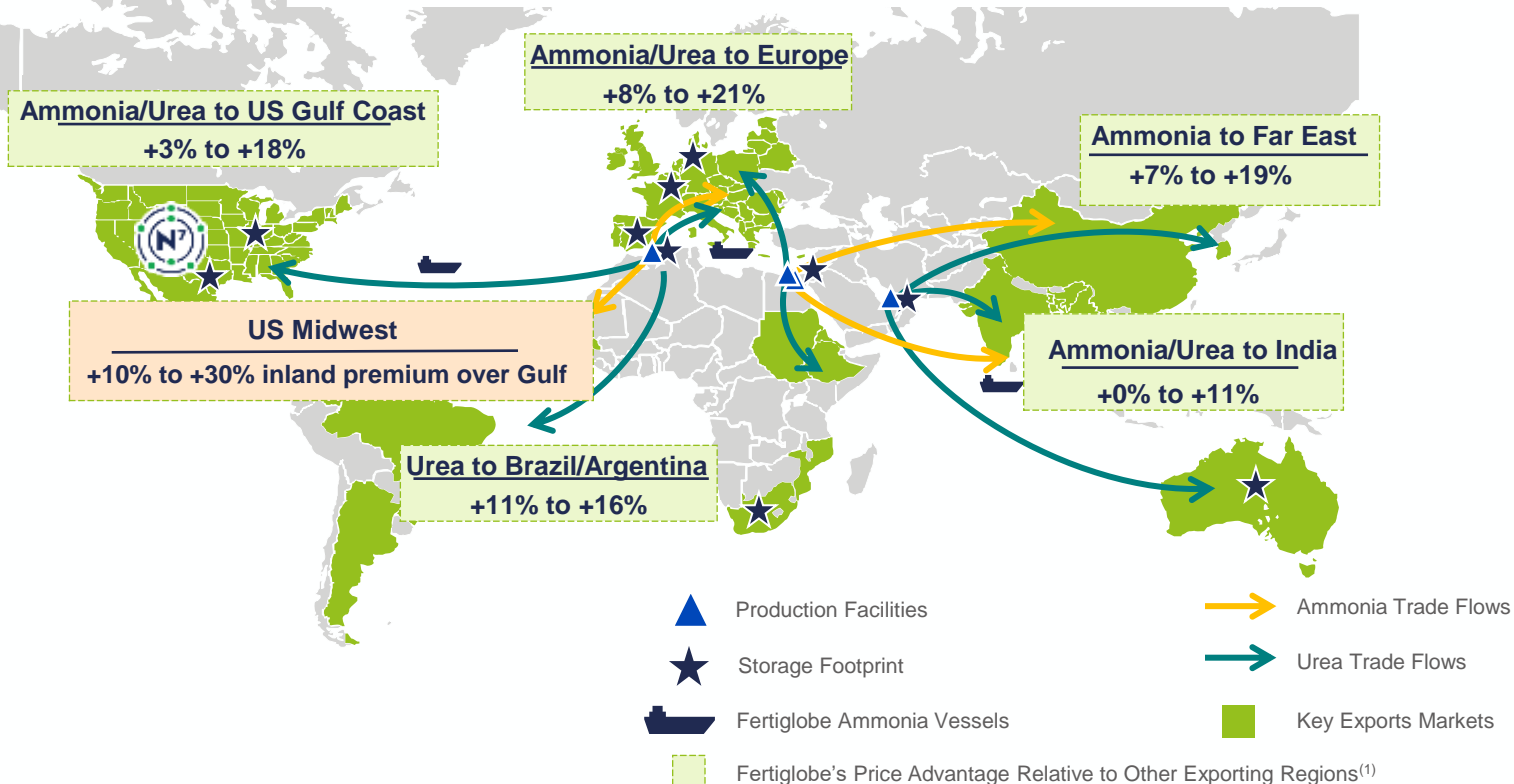 Ammonia/Urea to Europe
+8% to +21%
Ammonia/Urea to US Gulf Coast
+3% to +18%
Ammonia to Far East
+7% to +19%
N7
US Midwest
+10% to +30% inland premium over Gulf
Ammonia/Urea to India
+0% to +11%
Urea to Brazil/Argentina
+11% to +16%
Production Facilities
Ammonia Trade Flows
Storage Footprint
Urea Trade Flows
Fertiglobe Ammonia Vessels
Key Exports Markets
Fertiglobe's Price Advantage Relative to Other Exporting Regions(1)